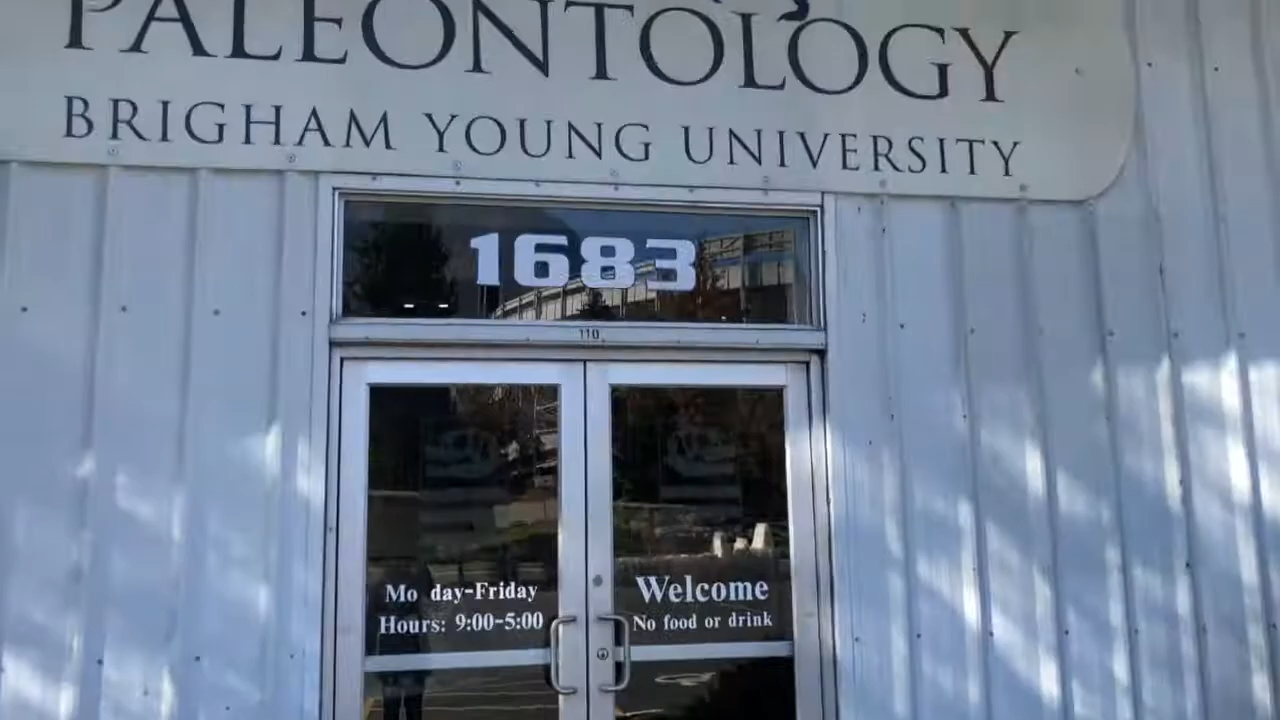 PALEONTOLOGY
BRIGHAM YOUNG UNIVERSITY
1683
110
Mo day-Friday
Hours: 9:00-5:00
Welcome
No food or drink